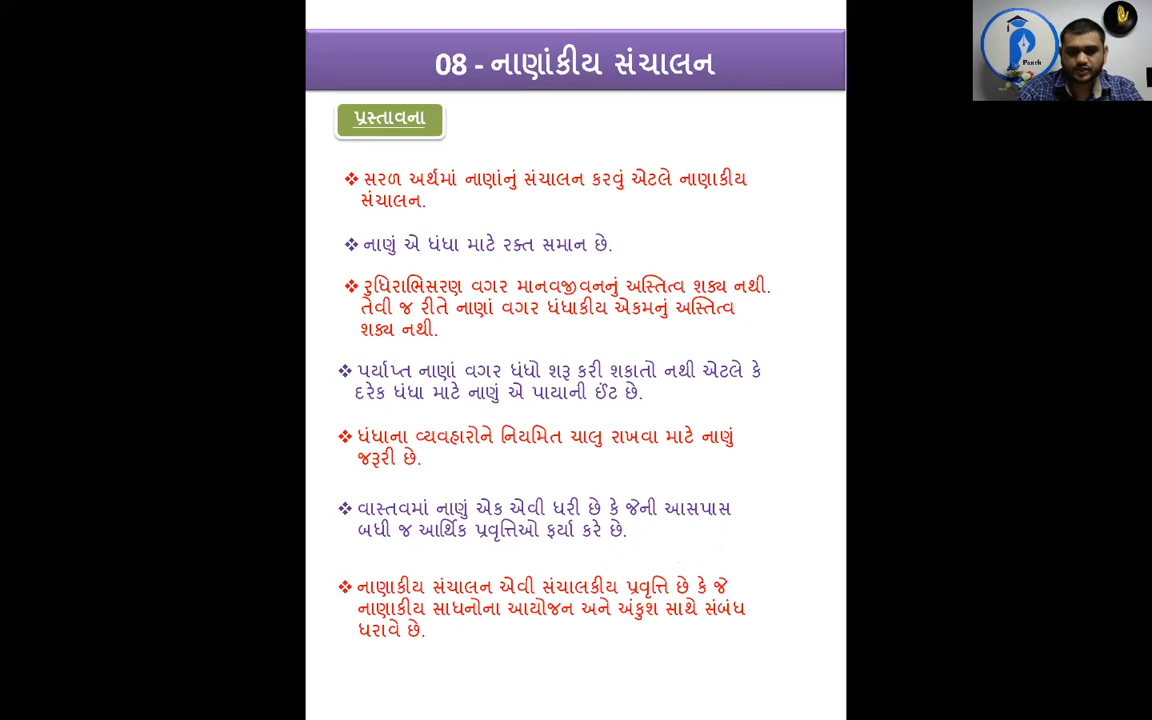 08 - નાણાંકીય સંચાલન
Parth
પ્રસ્તાવના
❖ સરળ અર્થમાં નાણાંનું સંચાલન કરવું એટલે નાણાકીય
સંચાલન.
❖ નાણું એ ધંધા માટે રક્ત સમાન છે.
❖ રુધિરાભિસરણ વગર માનવજીવનનું અસ્તિત્વ શક્ય નથી.
તેવી જ રીતે નાણાં વગર ધંધાકીય એકમનું અસ્તિત્વ
શક્ય નથી.
❖ પર્યાપ્ત નાણાં વગર ધંધો શરૂ કરી શકાતો નથી એટલે કે
દરેક ધંધા માટે નાણું એ પાયાની ઈંટ છે.
❖ ધંધાના વ્યવહારોને નિયમિત ચાલુ રાખવા માટે નાણું
જરૂરી છે.
❖ વાસ્તવમાં નાણું એક એવી ધરી છે કે જેની આસપાસ
બધી જ આર્થિક પ્રવૃત્તિઓ ફર્યા કરે છે.
❖ નાણાકીય સંચાલન એવી સંચાલકીય પ્રવૃત્તિ છે કે જે
નાણાકીય સાધનોના આયોજન અને અંકુશ સાથે સંબંધ
ધરાવે છે.